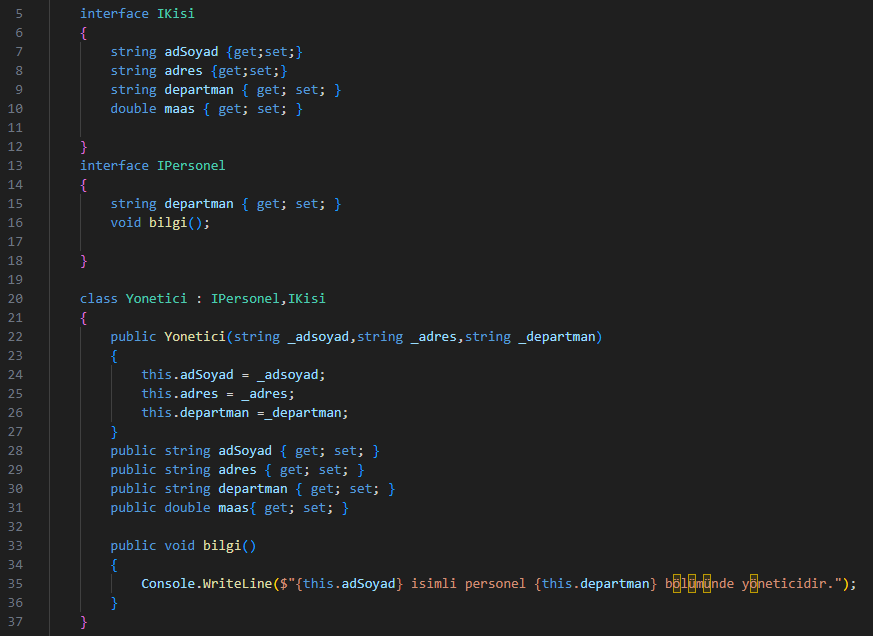 5 interface IKisi
6 {
7 string adSoyad {get;set;}
8 string adres {get;set;}
9 string departman { get; set; }
10 double maas { get; set; }
11
12 }
13 interface IPersonel
14 {
15 string departman { get; set; }
16 void bilgi();
17
18 }
19
20 class Yonetici : IPersonel,IKisi
21 {
22 public Yonetici(string _adsoyad,string _adres,string _departman)
23 {
24 this.adSoyad = _adsoyad;
25 this.adres = _adres;
26 this.departman =_departman;
27 }
28 public string adSoyad { get; set; }
29 public string adres { get; set; }
30 public string departman { get; set; }
31 public double maas{ get; set; }
32
33 public void bilgi()
34 {
35 Console.WriteLine($"{this.adSoyad} isimli personel {this.departman} bölümünde yöneticidir.");
36 }
37 }